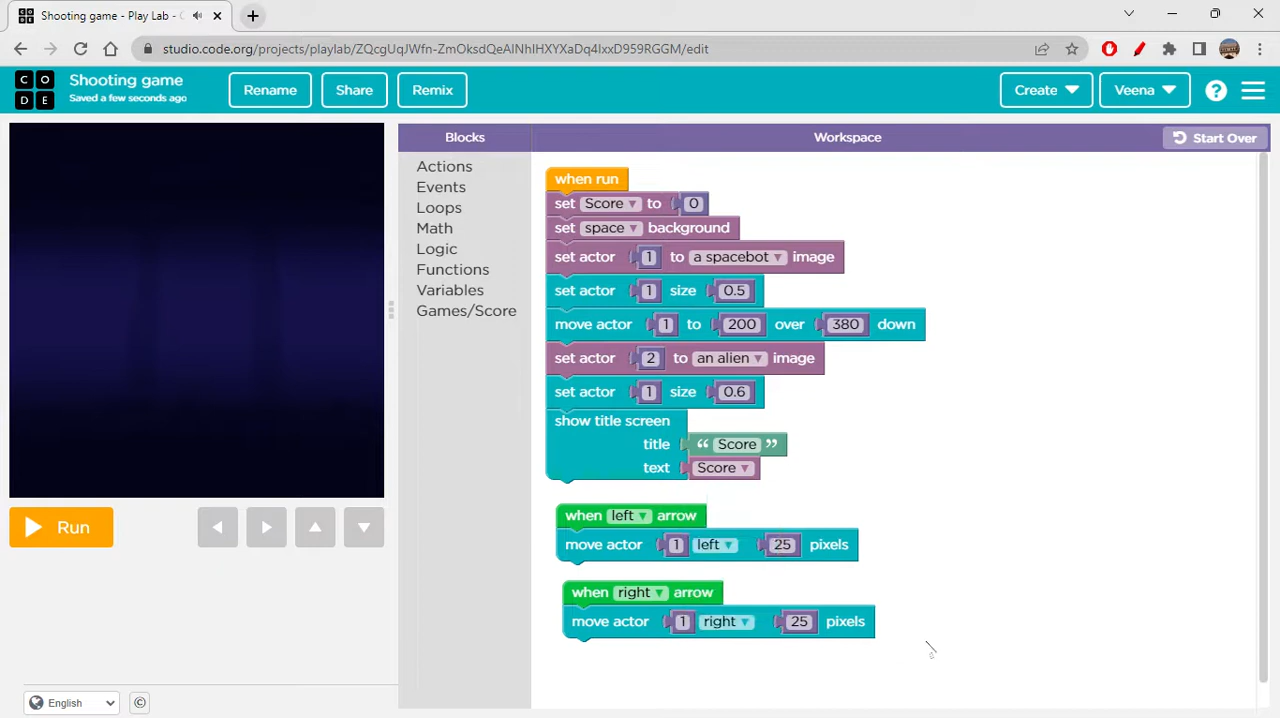 Shooting game - Play Lab - C
studio.code.org/projects/playlab/ZQcgUqJWfn-ZmOksdQeAlNhIHXYXaDq4IxxD959RGGM/edit
C O
D E
Shooting game
Saved a few seconds ago
Rename
Share
Remix
Create
Veena
?
Blocks
Workspace
Start Over
Actions
Events
Loops
Math
Logic
Functions
Variables
Games/Score
when run
set Score to 0
set space background
set actor 1 to a spacebot image
set actor 1 size 0.5
move actor 1 to 200 over 380 down
set actor 2 to an alien image
set actor 1 size 0.6
show title screen
title “ Score ”
text Score
when left arrow
move actor 1 left 25 pixels
when right arrow
move actor 1 right 25 pixels
Run
English
©